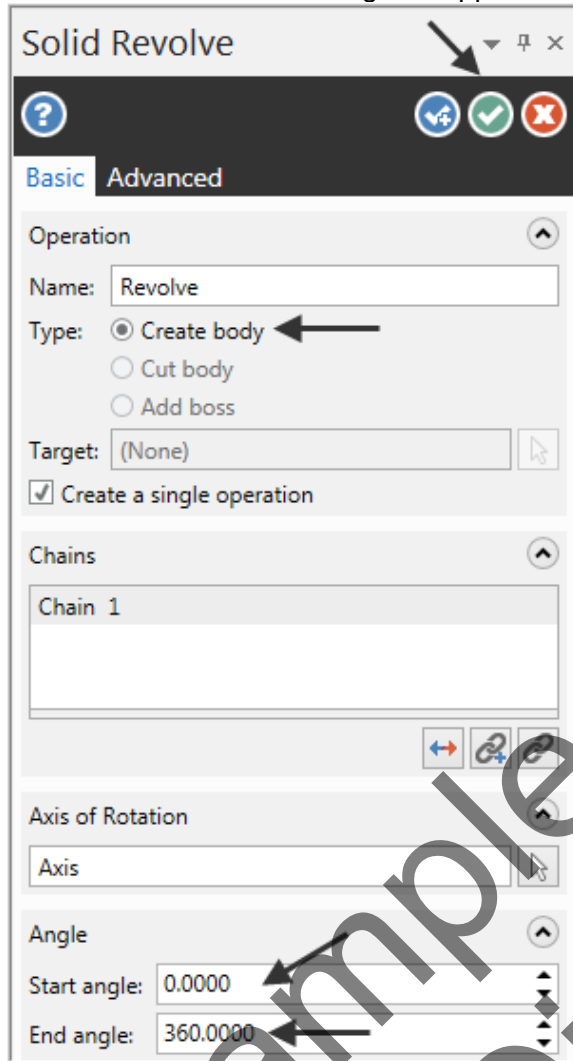 Solid Revolve
Basic Advanced
Operation
Name: Revolve
Type: Create body
Cut body
Add boss
Target: (None)
Create a single operation
Chains
Chain 1
Axis of Rotation
Axis
Angle
Start angle: 0.0000
End angle: 360.0000